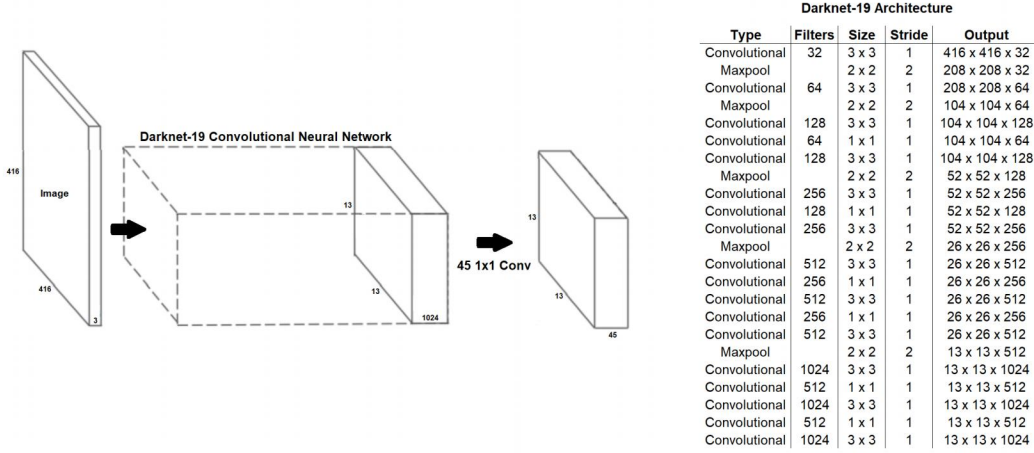 Darknet-19 Architecture
Type Filters Size Stride Output
Convolutional 32 3 x 3 1 416 x 416 x 32
Maxpool 2 x 2 2 208 x 208 x 32
Convolutional 64 3 x 3 1 208 x 208 x 64
Maxpool 2 x 2 2 104 x 104 x 64
Convolutional 128 3 x 3 1 104 x 104 x 128
Convolutional 64 1 x 1 1 104 x 104 x 64
Convolutional 128 3 x 3 1 104 x 104 x 128
Maxpool 2 x 2 2 52 x 52 x 128
Convolutional 256 3 x 3 1 52 x 52 x 256
Convolutional 128 1 x 1 1 52 x 52 x 128
Convolutional 256 3 x 3 1 52 x 52 x 256
Maxpool 2 x 2 2 26 x 26 x 256
Convolutional 512 3 x 3 1 26 x 26 x 512
Convolutional 256 1 x 1 1 26 x 26 x 256
Convolutional 512 3 x 3 1 26 x 26 x 512
Convolutional 256 1 x 1 1 26 x 26 x 256
Convolutional 512 3 x 3 1 26 x 26 x 512
Maxpool 2 x 2 2 13 x 13 x 512
Convolutional 1024 3 x 3 1 13 x 13 x 1024
Convolutional 512 1 x 1 1 13 x 13 x 512
Convolutional 1024 3 x 3 1 13 x 13 x 1024
Convolutional 512 1 x 1 1 13 x 13 x 512
Convolutional 1024 3 x 3 1 13 x 13 x 1024
Darknet-19 Convolutional Neural Network
416
Image
416
3
13
13
1024
45 1x1 Conv
13
13
45